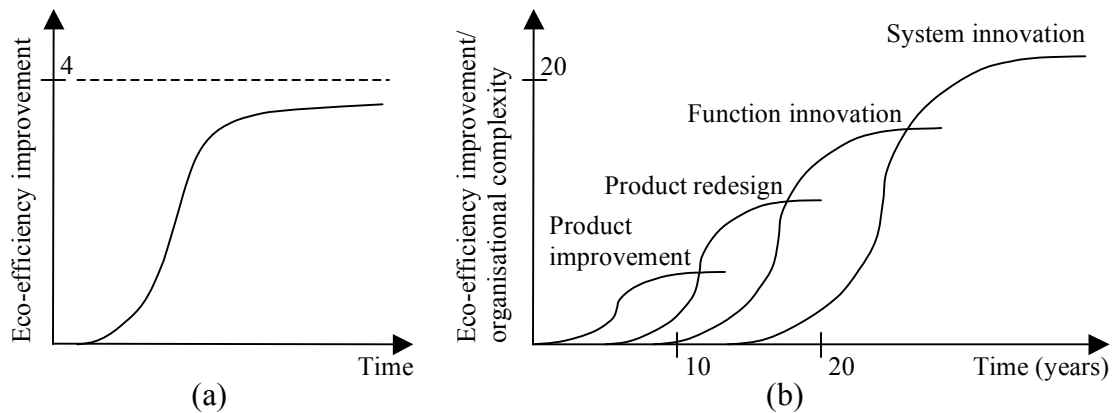 Eco-efficiency improvement
4
Time
(a)
Eco-efficiency improvement/
organisational complexity
20
System innovation
Function innovation
Product redesign
Product
improvement
10
20
Time (years)
(b)